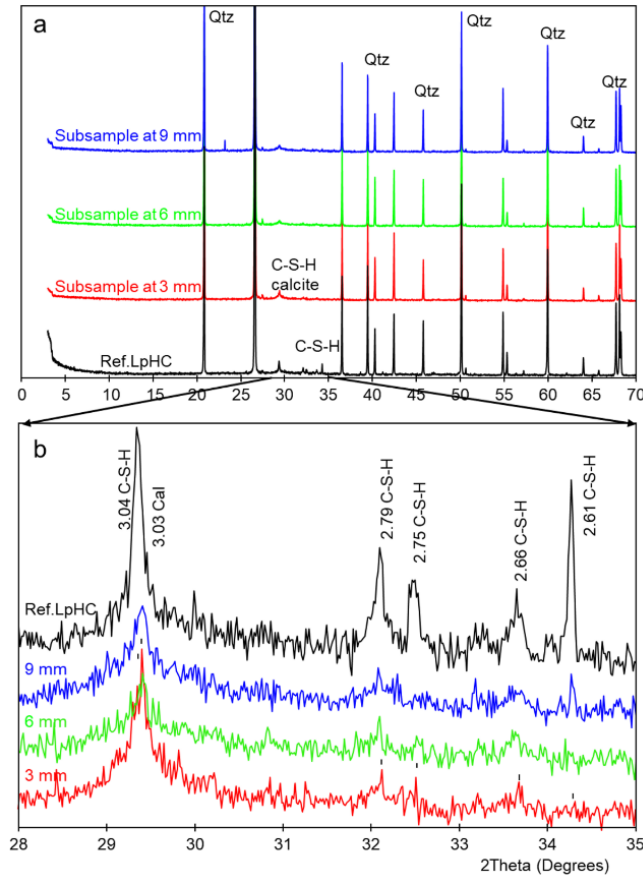 a
Qtz
Qtz
Qtz
Qtz
Qtz
Qtz
Qtz
Subsample at 9 mm
Subsample at 6 mm
Subsample at 3 mm
C-S-H
calcite
C-S-H
Ref.LpHC
0 5 10 15 20 25 30 35 40 45 50 55 60 65 70
b
3.04 C-S-H
3.03 Cal
2.79 C-S-H
2.75 C-S-H
2.66 C-S-H
2.61 C-S-H
Ref.LpHC
9 mm
6 mm
3 mm
28 29 30 31 32 33 34 35
2Theta (Degrees)